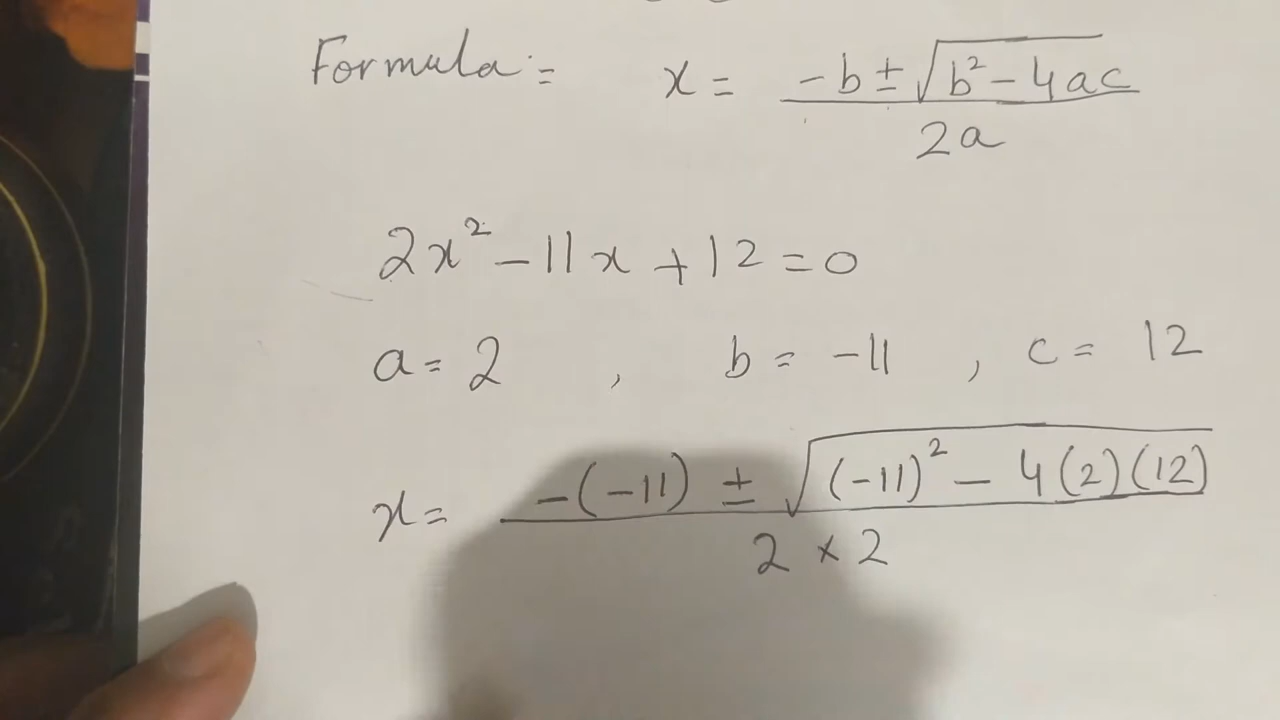 Formula = x = -b ± √b² - 4ac / 2a
2x² - 11x + 12 = 0
a = 2 , b = -11 , c = 12
x = -(-11) ± √(-11)² - 4(2)(12) / 2 × 2